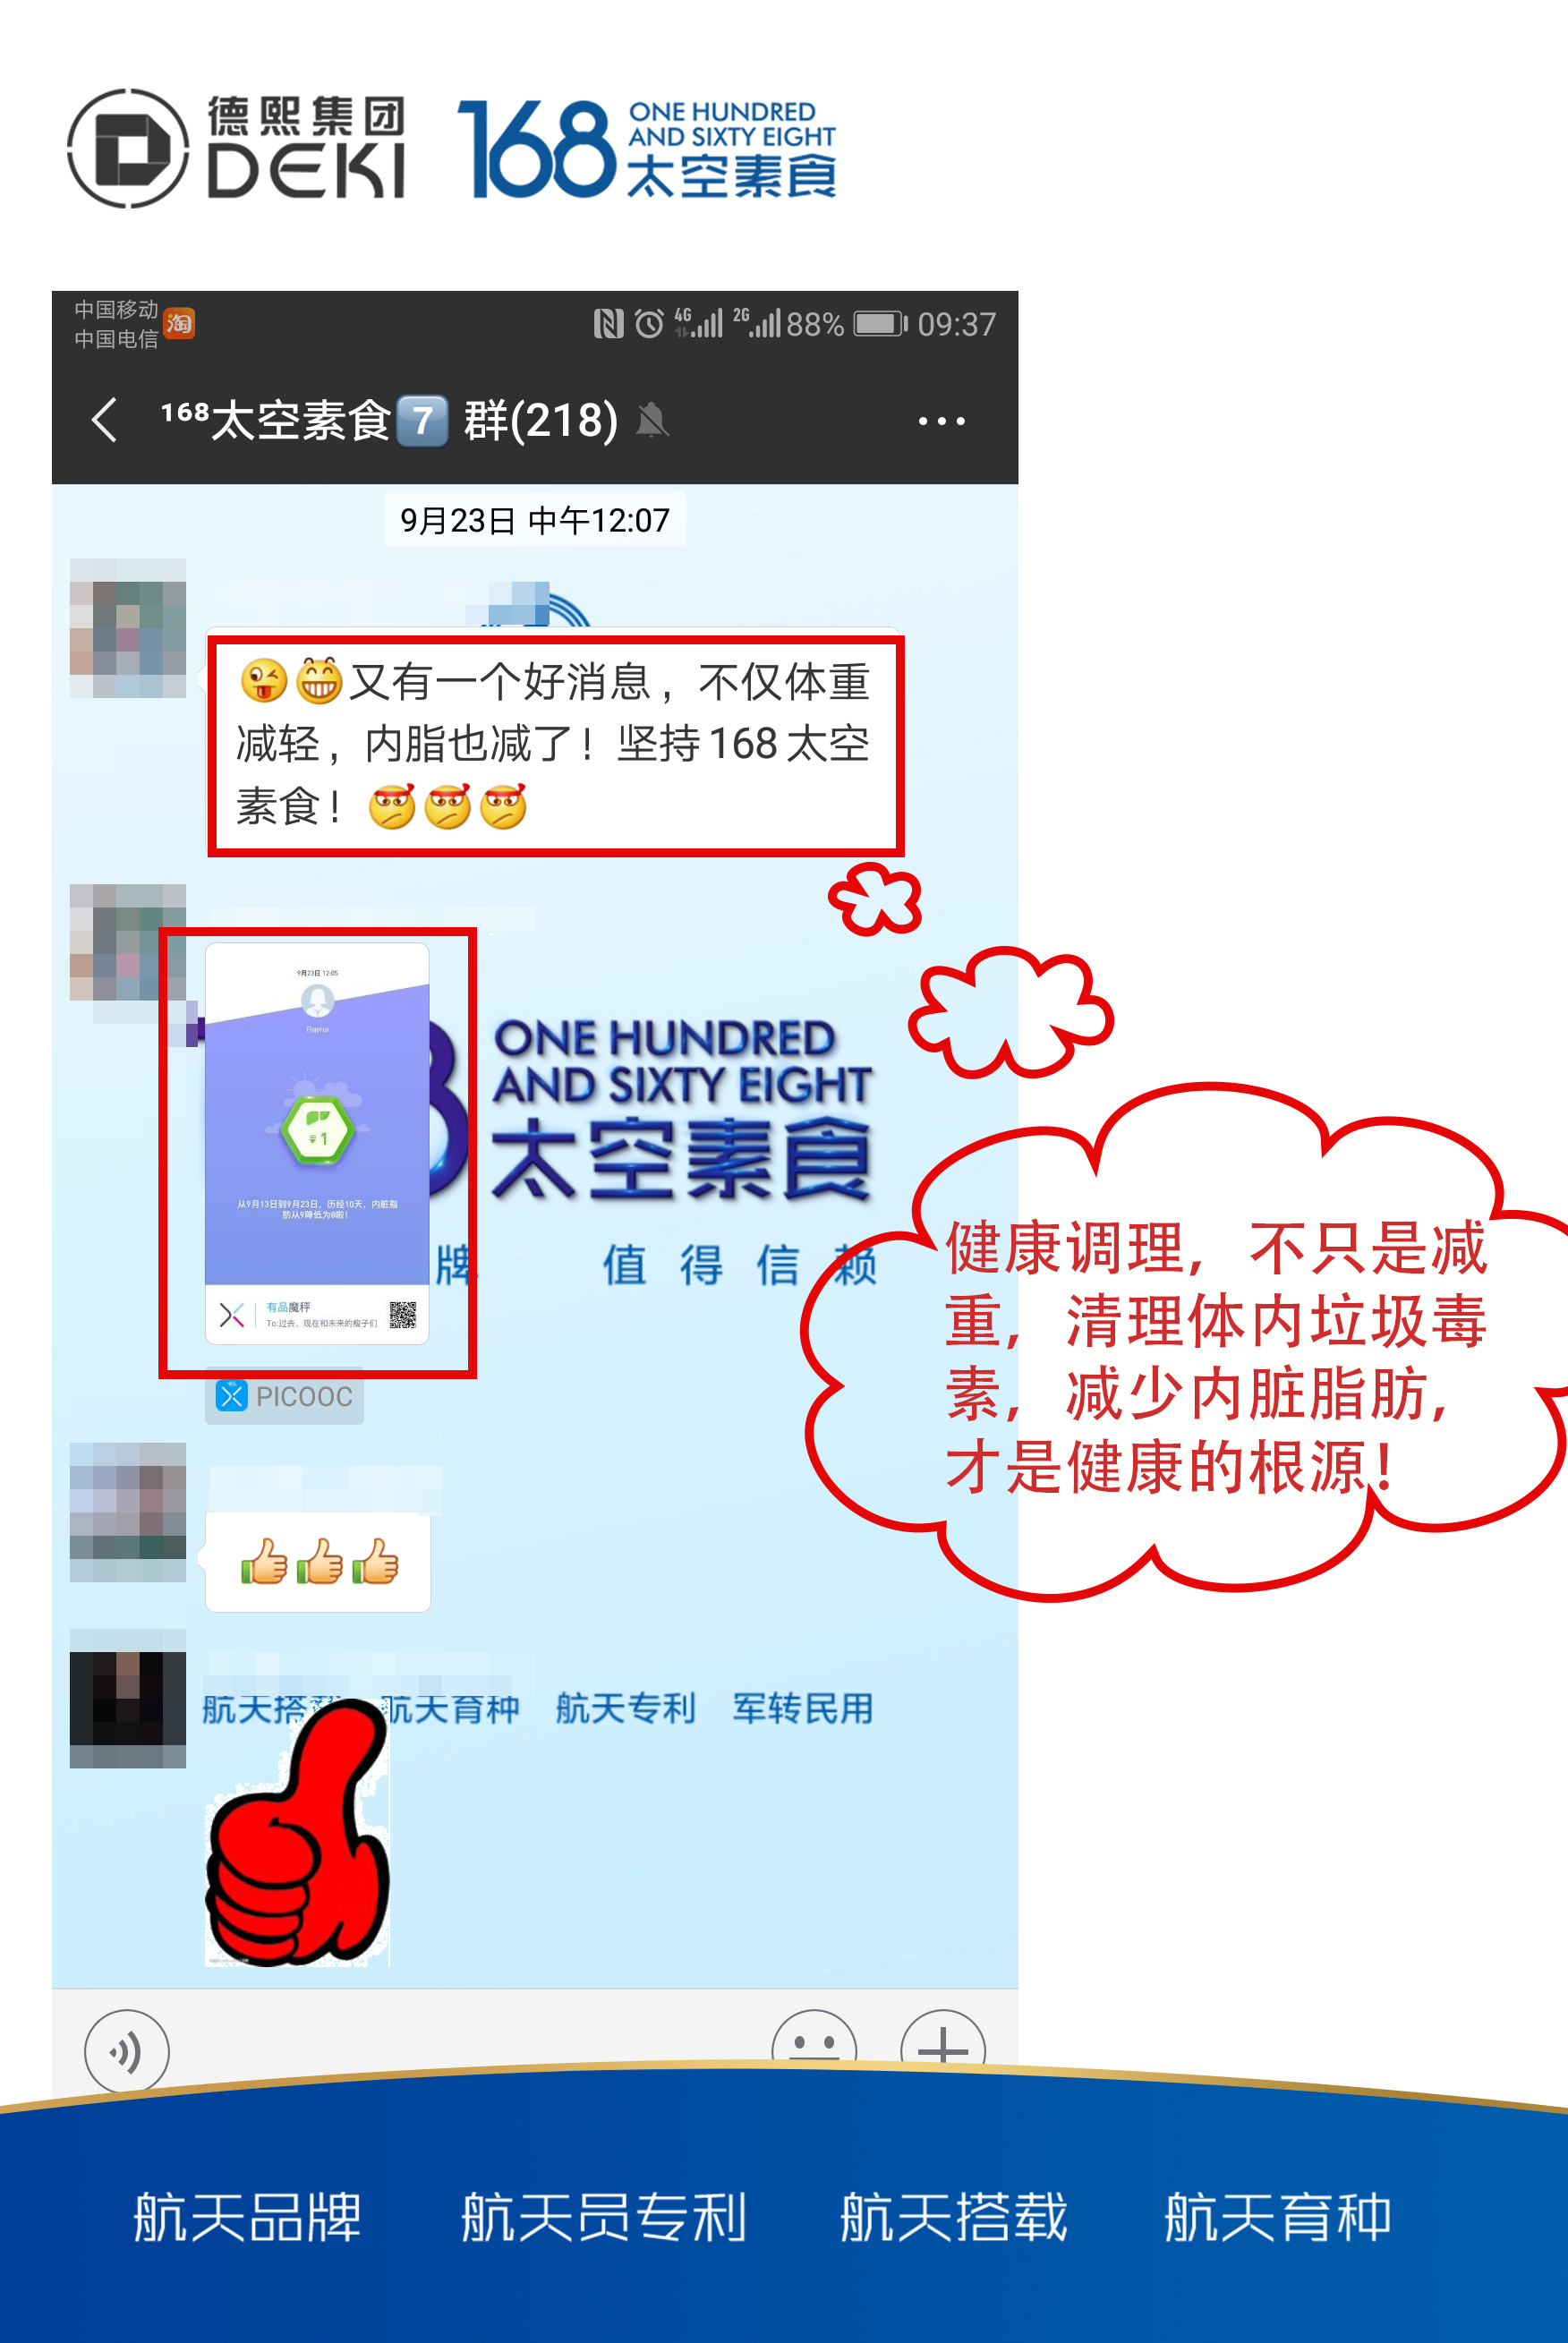 德熙集团
DEKI
168
ONE HUNDRED
AND SIXTY EIGHT
太空素食
中国移动
中国电信
淘
4G
2G
88%
09:37
168太空素食7 群(218)
9月23日 中午12:07
又有一个好消息，不仅体重
减轻，内脂也减了！坚持168太空
素食！
9月23日 12:05
1
从9月13日到9月23日，历经10天，内脏脂
肪从9降低为8啦！
有品魔秤
To:过去、现在和未来的瘦子们
PICOOC
ONE HUNDRED
AND SIXTY EIGHT
太空素食
牌 值得信赖
健康调理，不只是减
重，清理体内垃圾毒
素，减少内脏脂肪，
才是健康的根源！
航天搭 航天育种 航天专利 军转民用
航天品牌 航天员专利 航天搭载 航天育种